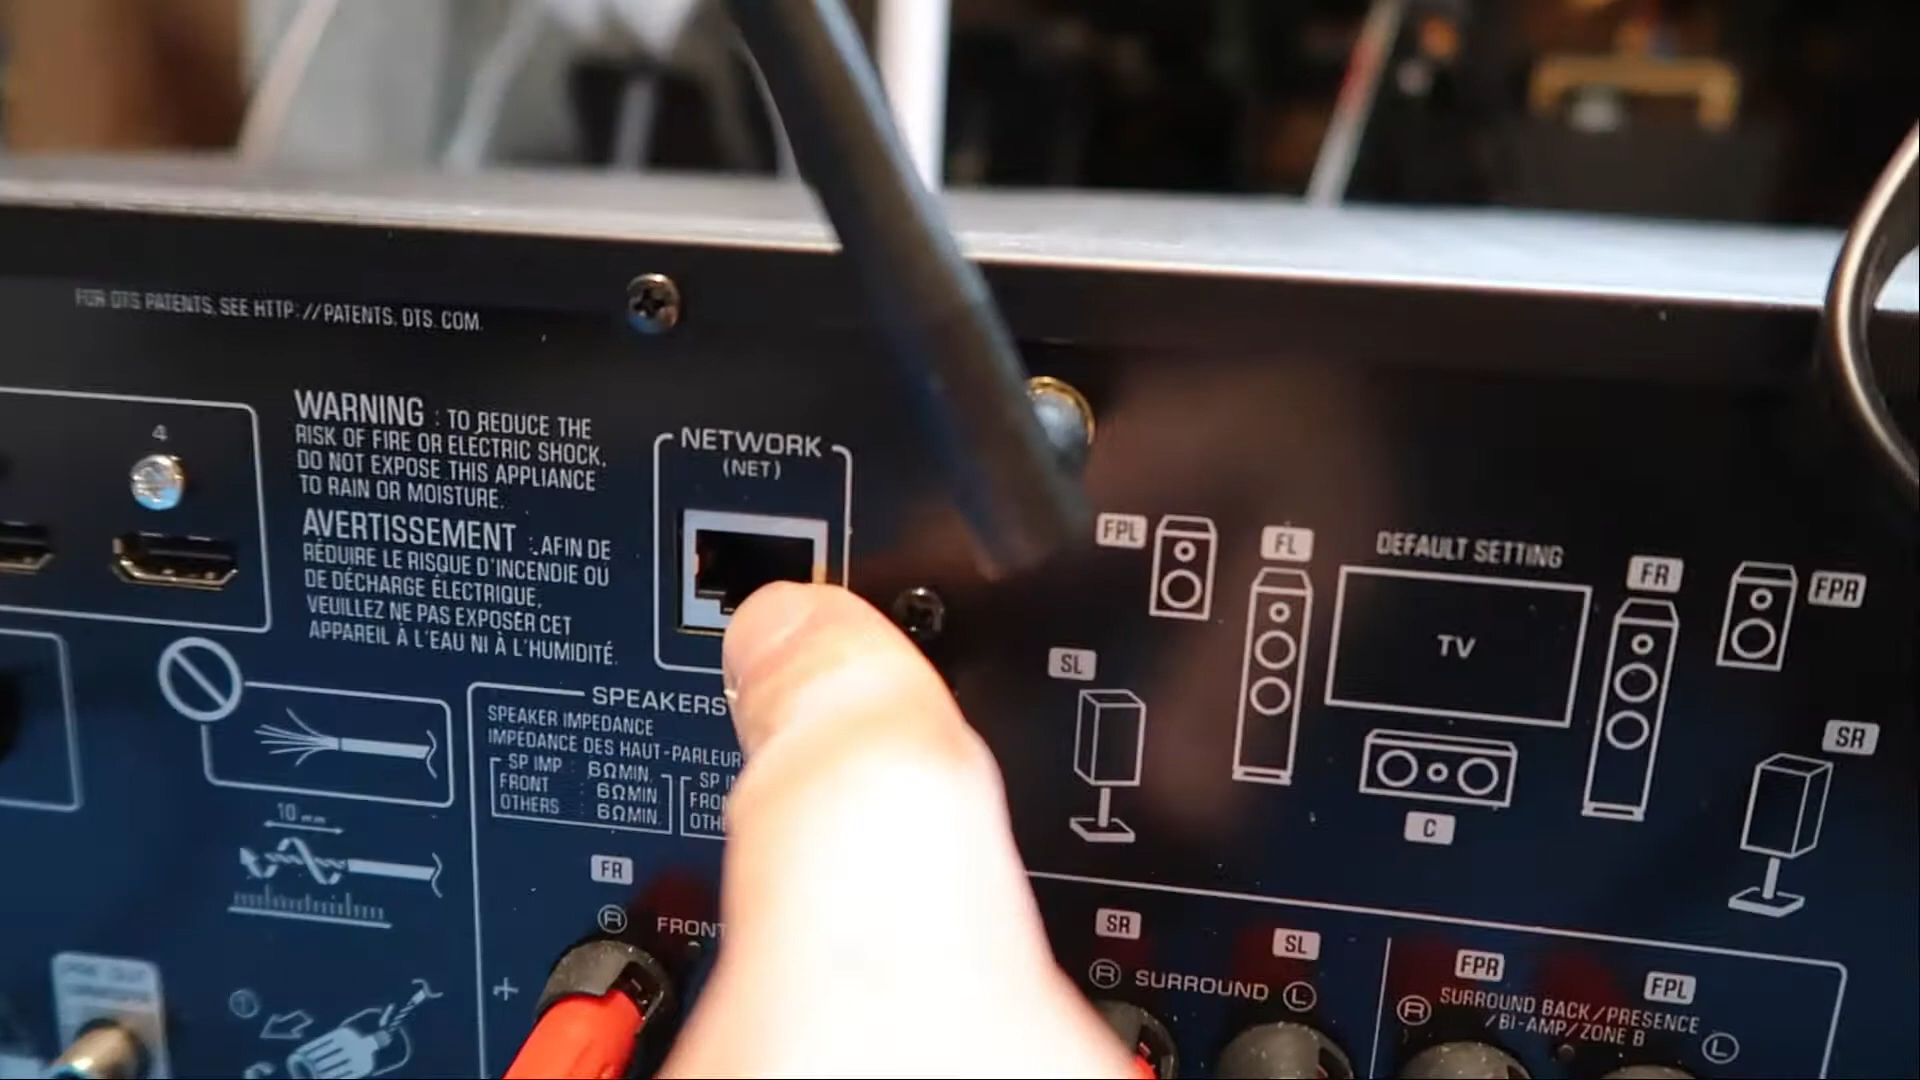 FOR DTS PATENTS, SEE HTTP://PATENTS.DTS.COM.
4
WARNING : TO REDUCE THE
RISK OF FIRE OR ELECTRIC SHOCK,
DO NOT EXPOSE THIS APPLIANCE
TO RAIN OR MOISTURE.
AVERTISSEMENT : AFIN DE
RÉDUIRE LE RISQUE D'INCENDIE OU
DE DÉCHARGE ÉLECTRIQUE,
VEUILLEZ NE PAS EXPOSER CET
APPAREIL À L'EAU NI À L'HUMIDITÉ.
NETWORK
(NET)
FPL
FL
DEFAULT SETTING
FR
FPR
TV
SL
SR
C
SPEAKERS
SPEAKER IMPEDANCE
IMPÉDANCE DES HAUT-PARLEUR
SP IMP : 6ΩMIN.
FRONT : 6ΩMIN.
OTHERS : 6ΩMIN.
SP
10 mm
FR
R FRONT
+
SR
SL
R SURROUND L
FPR
FPL
R SURROUND BACK/PRESENCE
/BI-AMP/ZONE B L
1